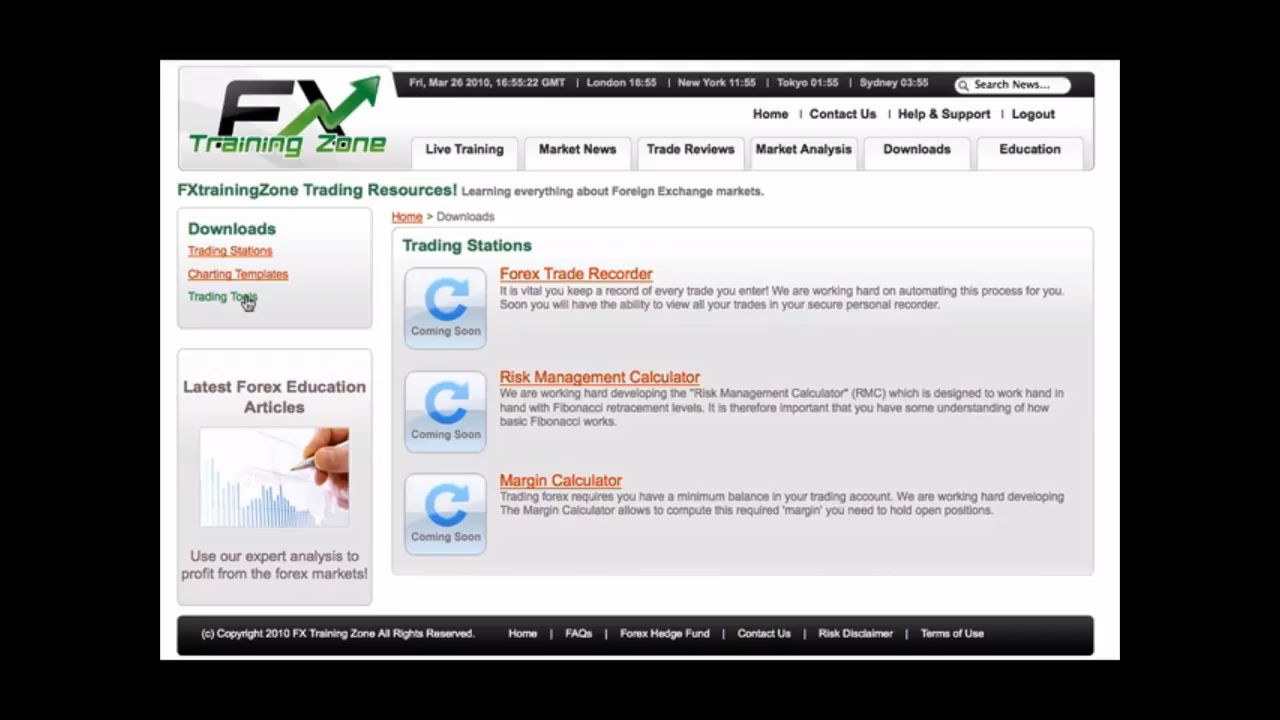 FX
Training Zone
Fri, Mar 26 2010, 16:55:22 GMT | London 16:55 | New York 11:55 | Tokyo 01:55 | Sydney 03:55
Search News...
Home | Contact Us | Help & Support | Logout
Live Training Market News Trade Reviews Market Analysis Downloads Education
FXtrainingZone Trading Resources! Learning everything about Foreign Exchange markets.
Downloads
Trading Stations
Charting Templates
Trading Tools
Latest Forex Education
Articles
Use our expert analysis to
profit from the forex markets!
Home > Downloads
Trading Stations
Coming Soon
Forex Trade Recorder
It is vital you keep a record of every trade you enter! We are working hard on automating this process for you.
Soon you will have the ability to view all your trades in your secure personal recorder.
Coming Soon
Risk Management Calculator
We are working hard developing the "Risk Management Calculator" (RMC) which is designed to work hand in
hand with Fibonacci retracement levels. It is therefore important that you have some understanding of how
basic Fibonacci works.
Coming Soon
Margin Calculator
Trading forex requires you have a minimum balance in your trading account. We are working hard developing
The Margin Calculator allows to compute this required 'margin' you need to hold open positions.
(c) Copyright 2010 FX Training Zone All Rights Reserved. Home | FAQs | Forex Hedge Fund | Contact Us | Risk Disclaimer | Terms of Use